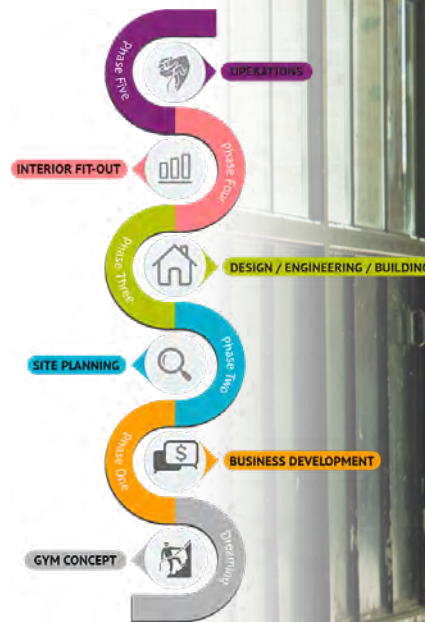 Phase Five
OPERATIONS
INTERIOR FIT-OUT
Phase Four
Phase Three
DESIGN / ENGINEERING / BUILDING
SITE PLANNING
Phase Two
$
BUSINESS DEVELOPMENT
Phase One
Dreaming
GYM CONCEPT